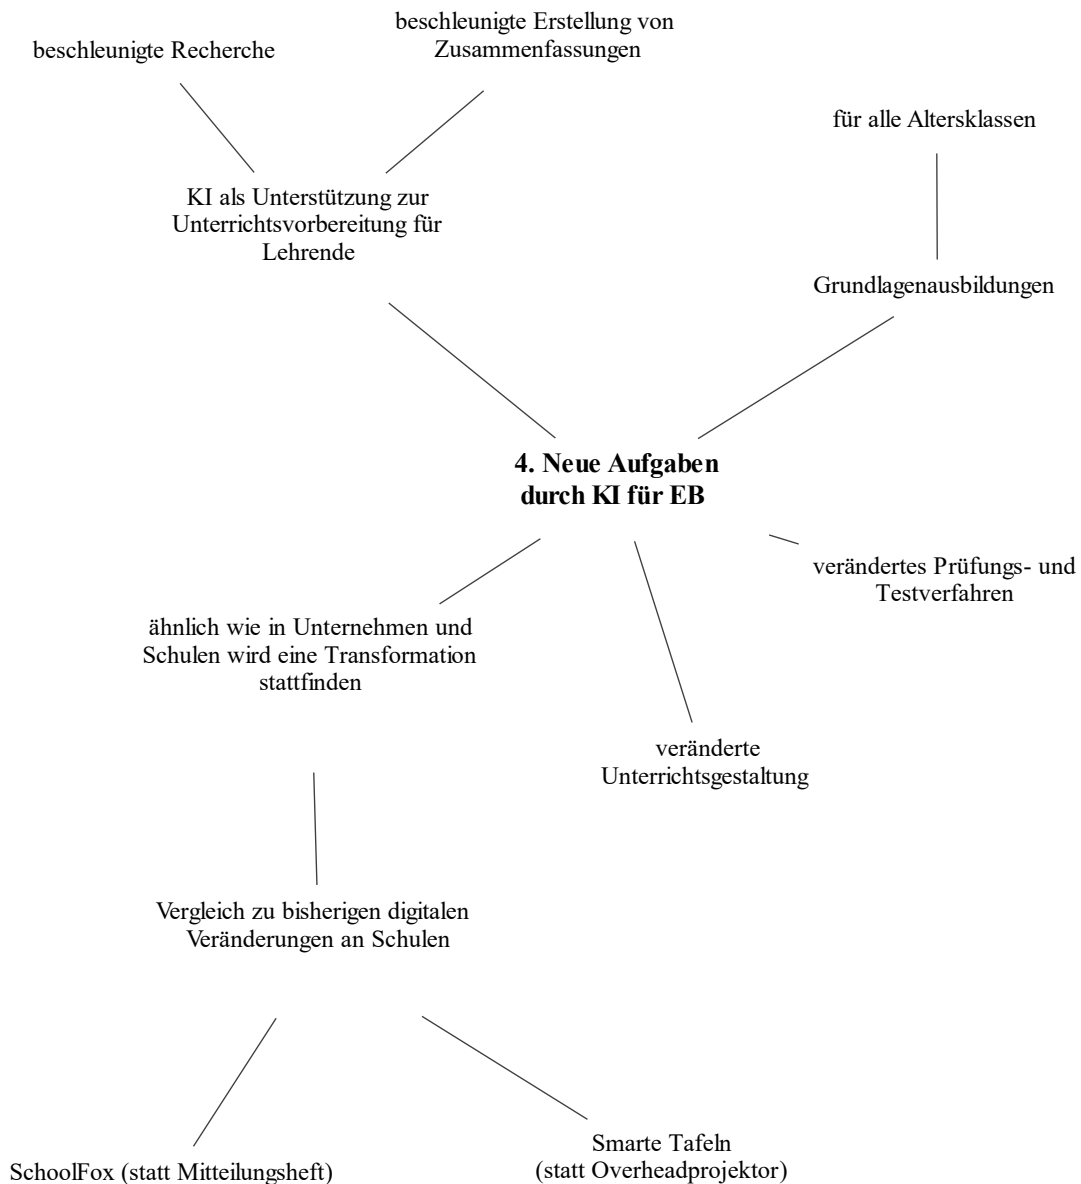 beschleunigte Recherche
beschleunigte Erstellung von
Zusammenfassungen
für alle Altersklassen
KI als Unterstützung zur
Unterrichtsvorbereitung für
Lehrende
Grundlagenausbildungen
4. Neue Aufgaben
durch KI für EB
verändertes Prüfungs- und
Testverfahren
ähnlich wie in Unternehmen und
Schulen wird eine Transformation
stattfinden
veränderte
Unterrichtsgestaltung
Vergleich zu bisherigen digitalen
Veränderungen an Schulen
SchoolFox (statt Mitteilungsheft)
Smarte Tafeln
(statt Overheadprojektor)